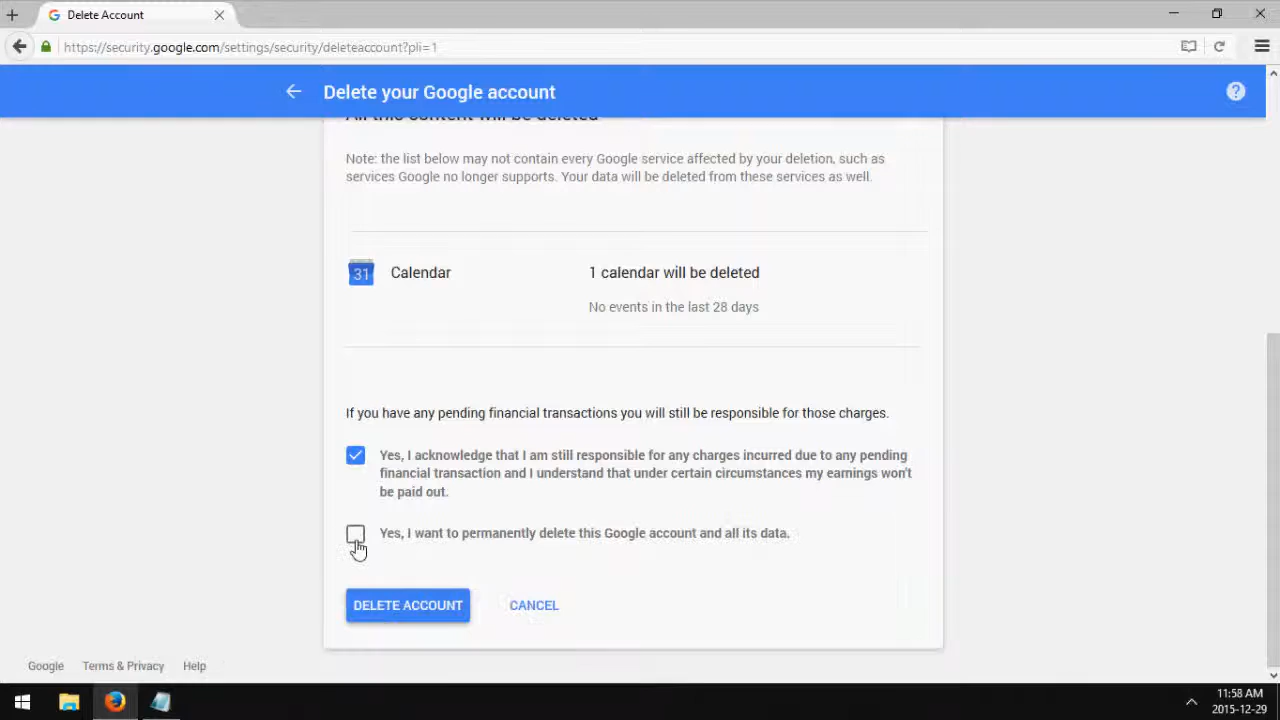 Delete Account
https://security.google.com/settings/security/deleteaccount?pli=1
Delete your Google account
All this content will be deleted
Note: the list below may not contain every Google service affected by your deletion, such as
services Google no longer supports. Your data will be deleted from these services as well.
31 Calendar 1 calendar will be deleted
No events in the last 28 days
If you have any pending financial transactions you will still be responsible for those charges.
Yes, I acknowledge that I am still responsible for any charges incurred due to any pending
financial transaction and I understand that under certain circumstances my earnings won't
be paid out.
Yes, I want to permanently delete this Google account and all its data.
DELETE ACCOUNT CANCEL
Google Terms & Privacy Help
11:58 AM
2015-12-29